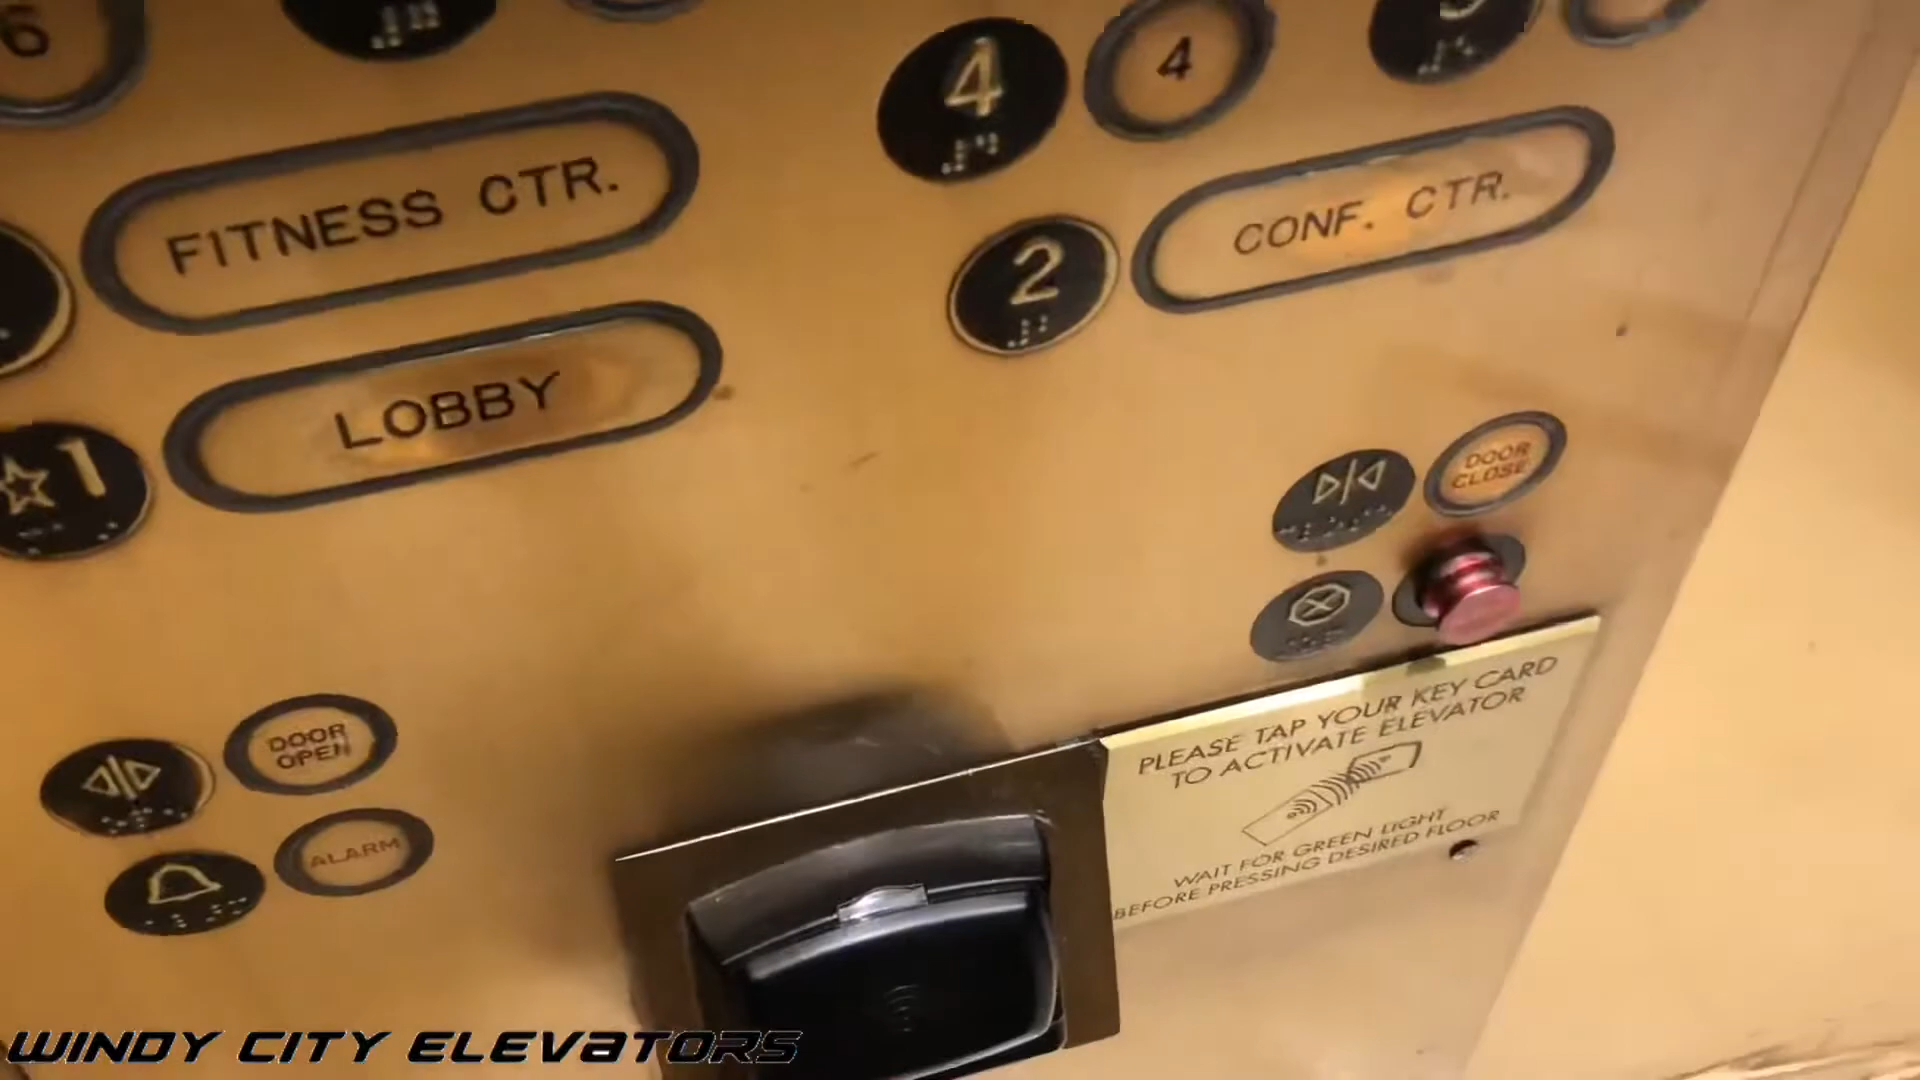 6
4
4
FITNESS CTR.
2
CONF. CTR.
LOBBY
☆1
DOOR
CLOSE
DOOR
OPEN
ALARM
PLEASE TAP YOUR KEY CARD
TO ACTIVATE ELEVATOR
WAIT FOR GREEN LIGHT
BEFORE PRESSING DESIRED FLOOR
WINDY CITY ELEVATORS